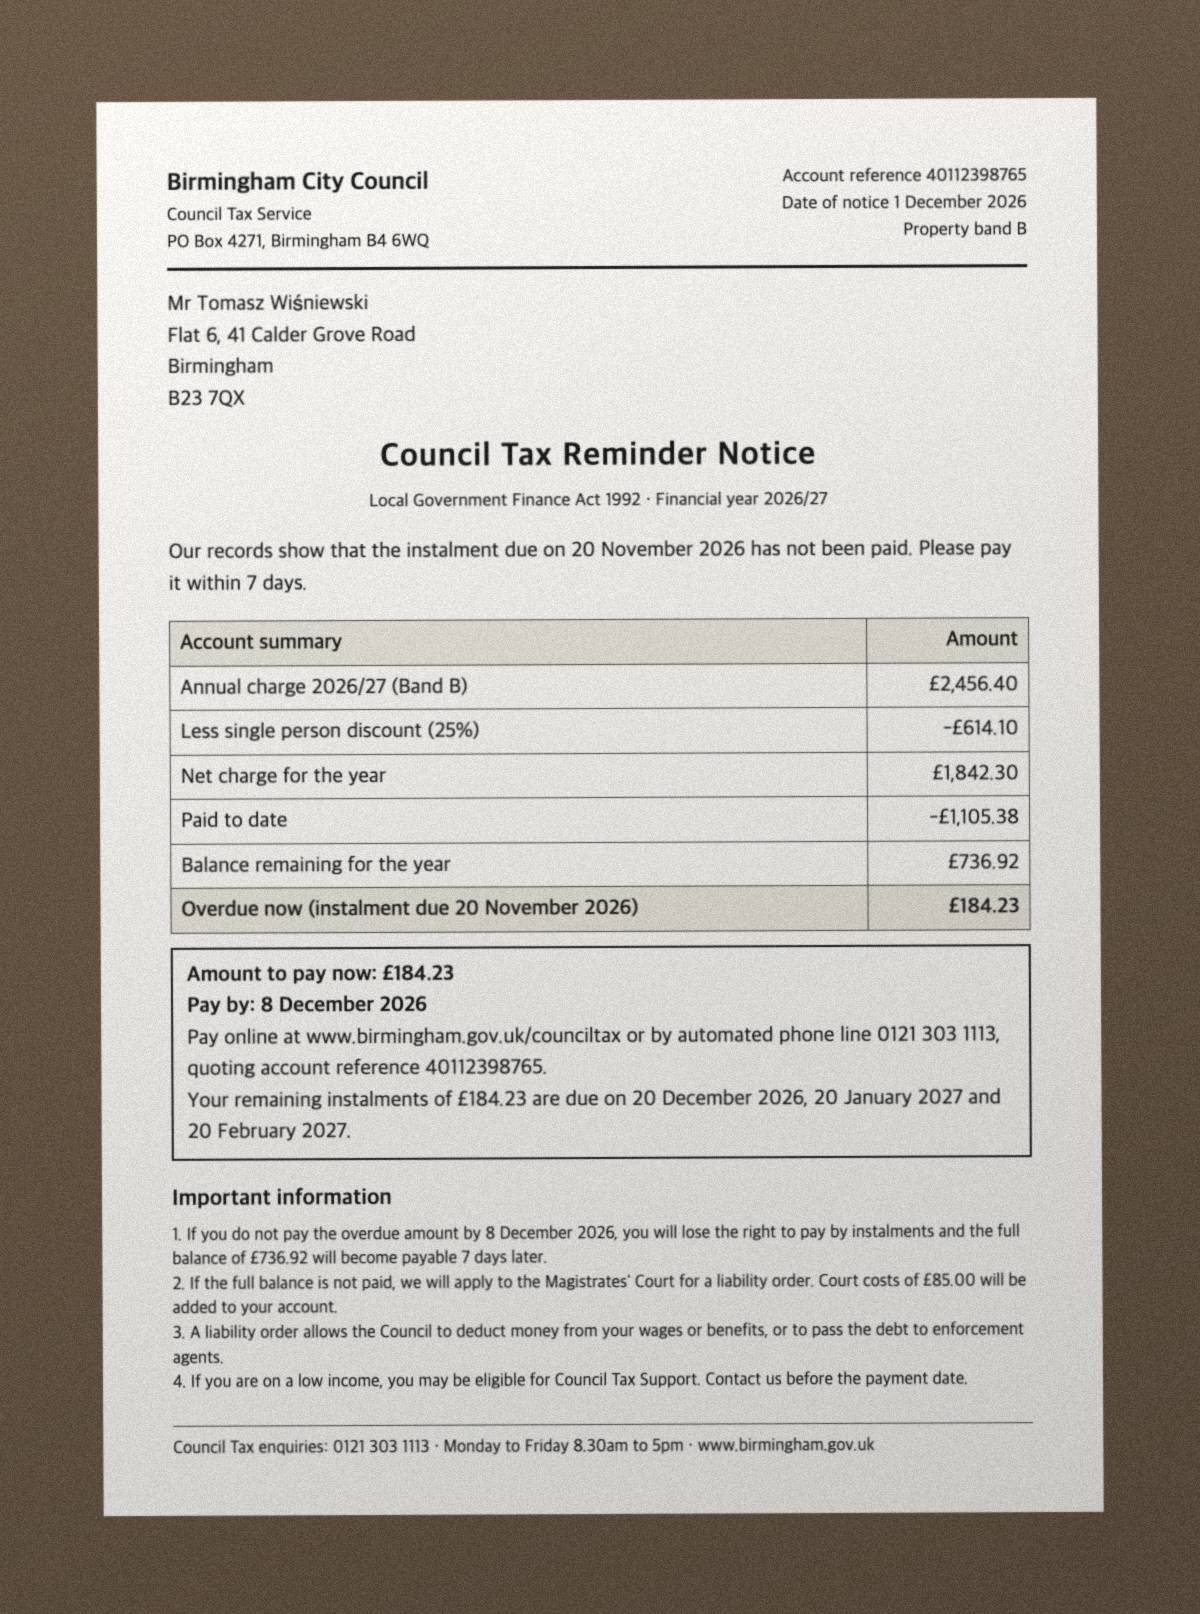 Birmingham City Council
Council Tax Service
PO Box 4271, Birmingham B4 6WQ
Account reference 40112398765
Date of notice 1 December 2026
Property band B
Mr Tomasz Wiśniewski
Flat 6, 41 Calder Grove Road
Birmingham
B23 7QX
Council Tax Reminder Notice
Local Government Finance Act 1992 · Financial year 2026/27
Our records show that the instalment due on 20 November 2026 has not been paid. Please pay
it within 7 days.
Account summary Amount
Annual charge 2026/27 (Band B) £2,456.40
Less single person discount (25%) -£614.10
Net charge for the year £1,842.30
Paid to date -£1,105.38
Balance remaining for the year £736.92
Overdue now (instalment due 20 November 2026) £184.23
Amount to pay now: £184.23
Pay by: 8 December 2026
Pay online at www.birmingham.gov.uk/counciltax or by automated phone line 0121 303 1113,
quoting account reference 40112398765.
Your remaining instalments of £184.23 are due on 20 December 2026, 20 January 2027 and
20 February 2027.
Important information
1. If you do not pay the overdue amount by 8 December 2026, you will lose the right to pay by instalments and the full
balance of £736.92 will become payable 7 days later.
2. If the full balance is not paid, we will apply to the Magistrates' Court for a liability order. Court costs of £85.00 will be
added to your account.
3. A liability order allows the Council to deduct money from your wages or benefits, or to pass the debt to enforcement
agents.
4. If you are on a low income, you may be eligible for Council Tax Support. Contact us before the payment date.
Council Tax enquiries: 0121 303 1113 · Monday to Friday 8.30am to 5pm · www.birmingham.gov.uk